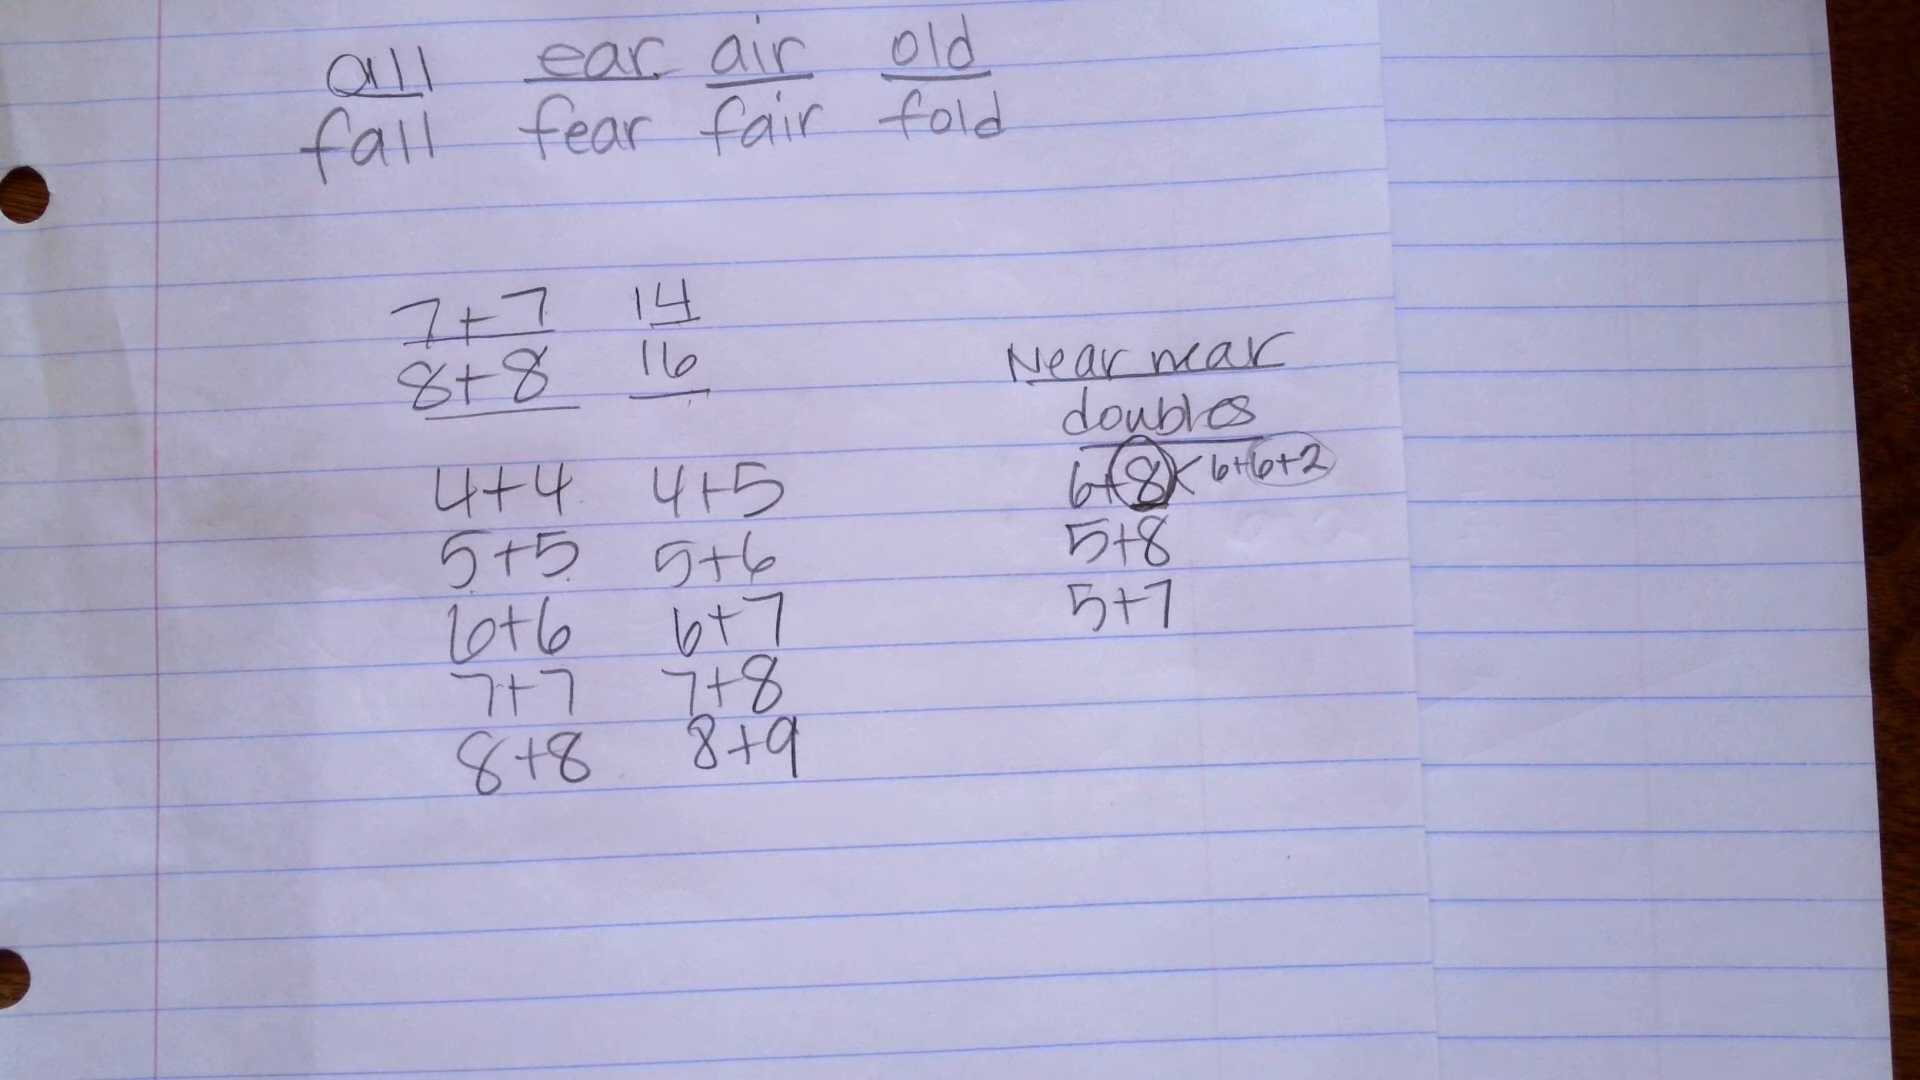 all ear air old
fall fear fair fold
7+7 14
8+8 16
4+4 4+5
5+5 5+6
6+6 6+7
7+7 7+8
8+8 8+9
Near near
doubles
6+8<6+6+2
5+8
5+7